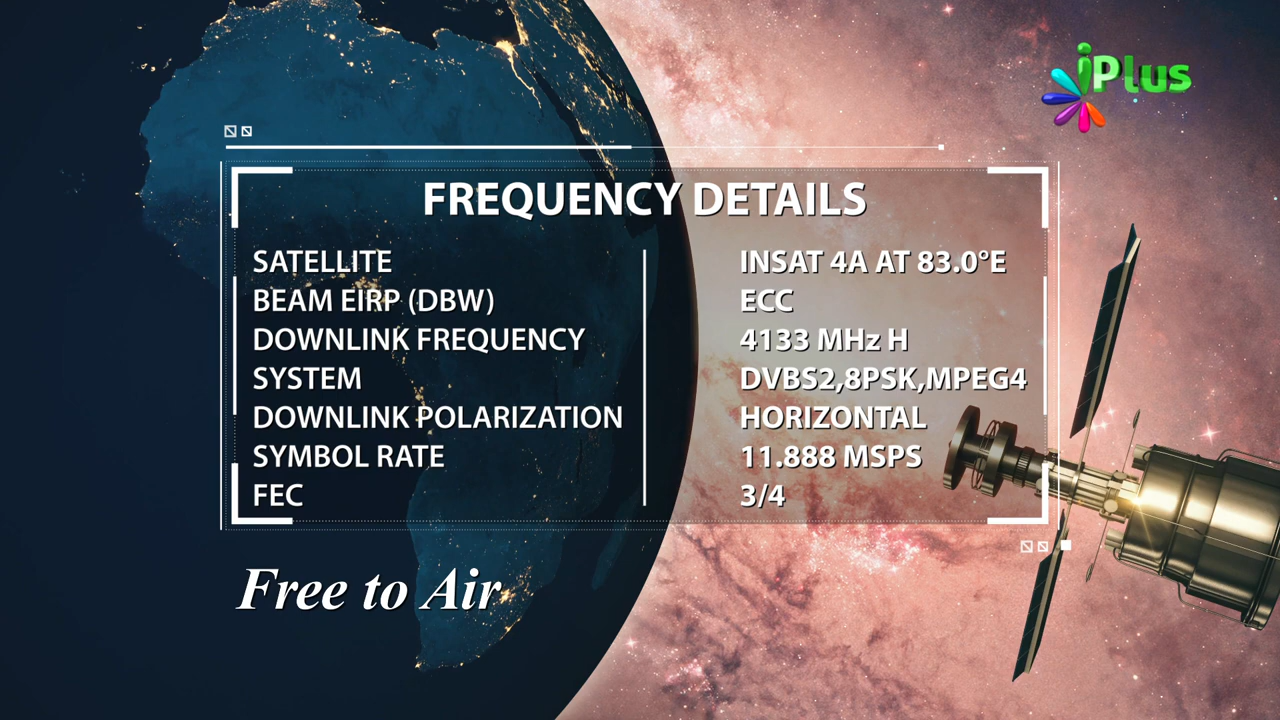 iPlus
FREQUENCY DETAILS
SATELLITE INSAT 4A AT 83.0°E
BEAM EIRP (DBW) ECC
DOWNLINK FREQUENCY 4133 MHz H
SYSTEM DVBS2,8PSK,MPEG4
DOWNLINK POLARIZATION HORIZONTAL
SYMBOL RATE 11.888 MSPS
FEC 3/4
Free to Air